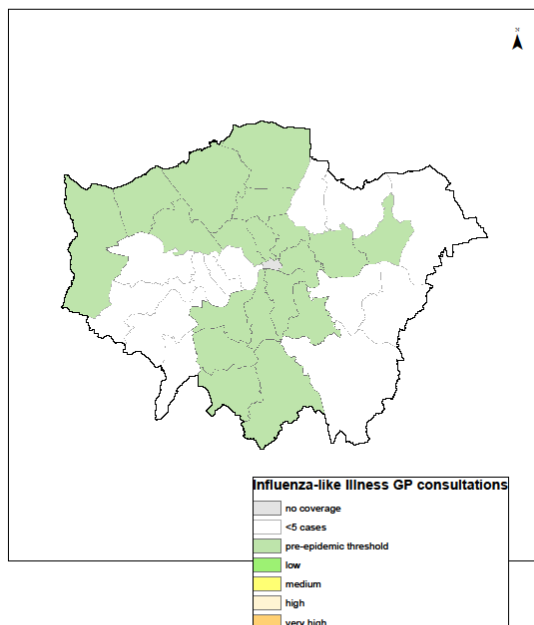 N
Influenza-like Illness GP consultations
no coverage
<5 cases
pre-epidemic threshold
low
medium
high
very high